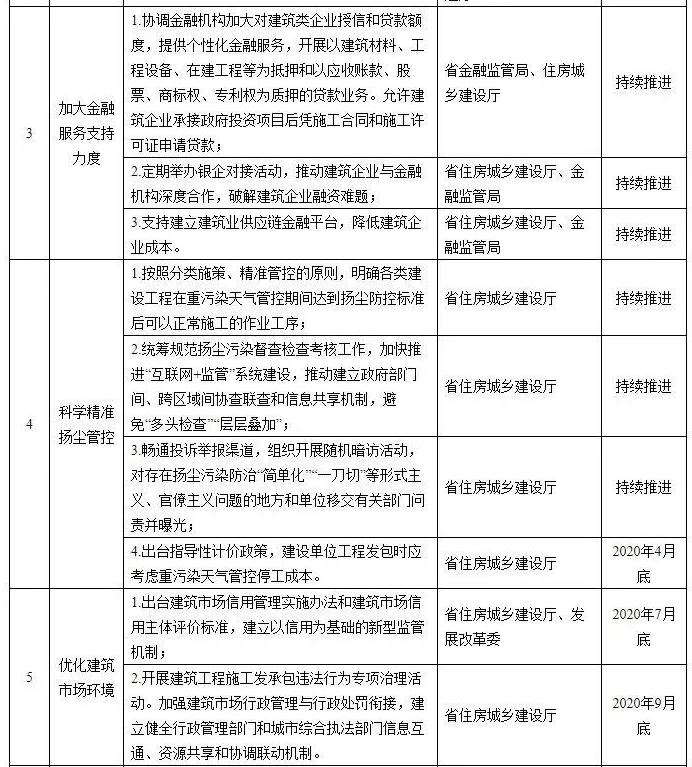 3
加大金融
服务支持
力度
1.协调金融机构加大对建筑类企业授信和贷款额
度，提供个性化金融服务，开展以建筑材料、工
程设备、在建工程等为抵押和以应收账款、股
票、商标权、专利权为质押的贷款业务。允许建
筑企业承接政府投资项目后凭施工合同和施工许
可证申请贷款；
省金融监管局、住房城
乡建设厅
持续推进
2.定期举办银企对接活动，推动建筑企业与金融
机构深度合作，破解建筑企业融资难题；
省住房城乡建设厅、金
融监管局
持续推进
3.支持建立建筑业供应链金融平台，降低建筑企
业成本。
省住房城乡建设厅、金
融监管局
持续推进
4
科学精准
扬尘管控
1.按照分类施策、精准管控的原则，明确各类建
设工程在重污染天气管控期间达到扬尘防控标准
后可以正常施工的作业工序；
省住房城乡建设厅
持续推进
2.统筹规范扬尘污染督查检查考核工作，加快推
进“互联网+监管”系统建设，推动建立政府部门
间、跨区域间协查联查和信息共享机制，避
免“多头检查”“层层叠加”；
省住房城乡建设厅
持续推进
3.畅通投诉举报渠道，组织开展随机暗访活动，
对存在扬尘污染防治“简单化”“一刀切”等形式主
义、官僚主义问题的地方和单位移交有关部门问
责并曝光；
省住房城乡建设厅
持续推进
4.出台指导性计价政策，建设单位工程发包时应
考虑重污染天气管控停工成本。
省住房城乡建设厅
2020年4月
底
5
优化建筑
市场环境
1.出台建筑市场信用管理实施办法和建筑市场信
用主体评价标准，建立以信用为基础的新型监管
机制；
省住房城乡建设厅、发
展改革委
2020年7月
底
2.开展建筑工程施工发承包违法行为专项治理活
动。加强建筑市场行政管理与行政处罚衔接，建
立健全行政管理部门和城市综合执法部门信息互
通、资源共享和协调联动机制。
省住房城乡建设厅
2020年9月
底